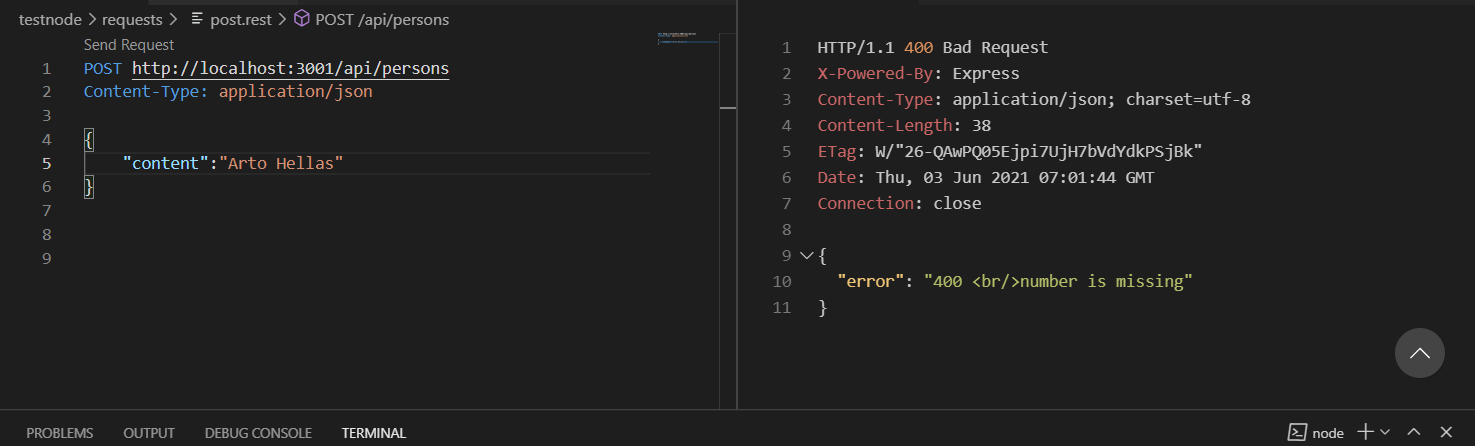 testnode > requests > post.rest > POST /api/persons
Send Request
1 POST http://localhost:3001/api/persons
2 Content-Type: application/json
3
4 {
5 "content":"Arto Hellas"
6 }
7
8
9
1 HTTP/1.1 400 Bad Request
2 X-Powered-By: Express
3 Content-Type: application/json; charset=utf-8
4 Content-Length: 38
5 ETag: W/"26-QAwPQ05Ejpi7UjH7bVdYdkPSjBk"
6 Date: Thu, 03 Jun 2021 07:01:44 GMT
7 Connection: close
8
9 {
10 "error": "400 <br/>number is missing"
11 }
PROBLEMS OUTPUT DEBUG CONSOLE TERMINAL node